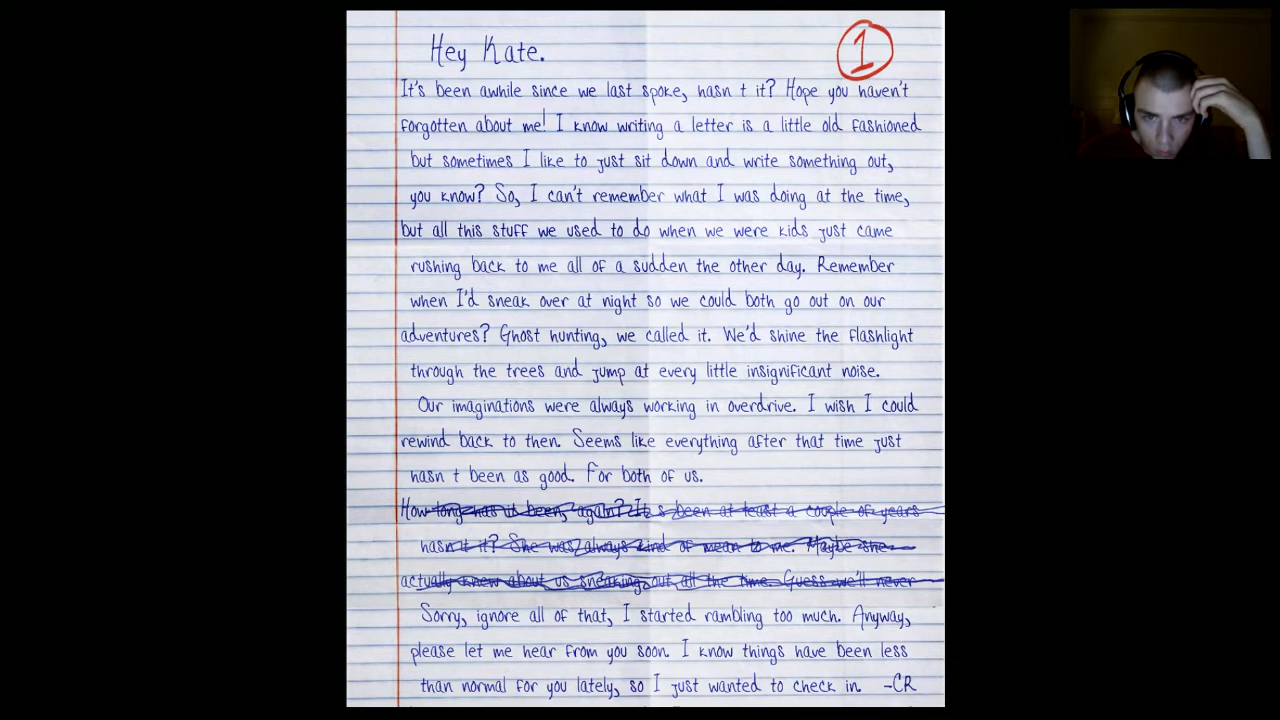 Hey Kate.
1
It's been awhile since we last spoke, hasn t it? Hope you haven't
forgotten about me! I know writing a letter is a little old fashioned
but sometimes I like to just sit down and write something out,
you know? So, I can't remember what I was doing at the time,
but all this stuff we used to do when we were kids just came
rushing back to me all of a sudden the other day. Remember
when I'd sneak over at night so we could both go out on our
adventures? Ghost hunting, we called it. We'd shine the flashlight
through the trees and jump at every little insignificant noise.
Our imaginations were always working in overdrive. I wish I could
rewind back to then. Seems like everything after that time just
hasn t been as good. For both of us.
How long has it been, again? It s been at least a couple of years
hasn t it? She was always kind of mean to me. Maybe she
actually knew about us sneaking out all the time. Guess we'll never
Sorry, ignore all of that, I started rambling too much. Anyway,
please let me hear from you soon. I know things have been less
than normal for you lately, so I just wanted to check in. -CR